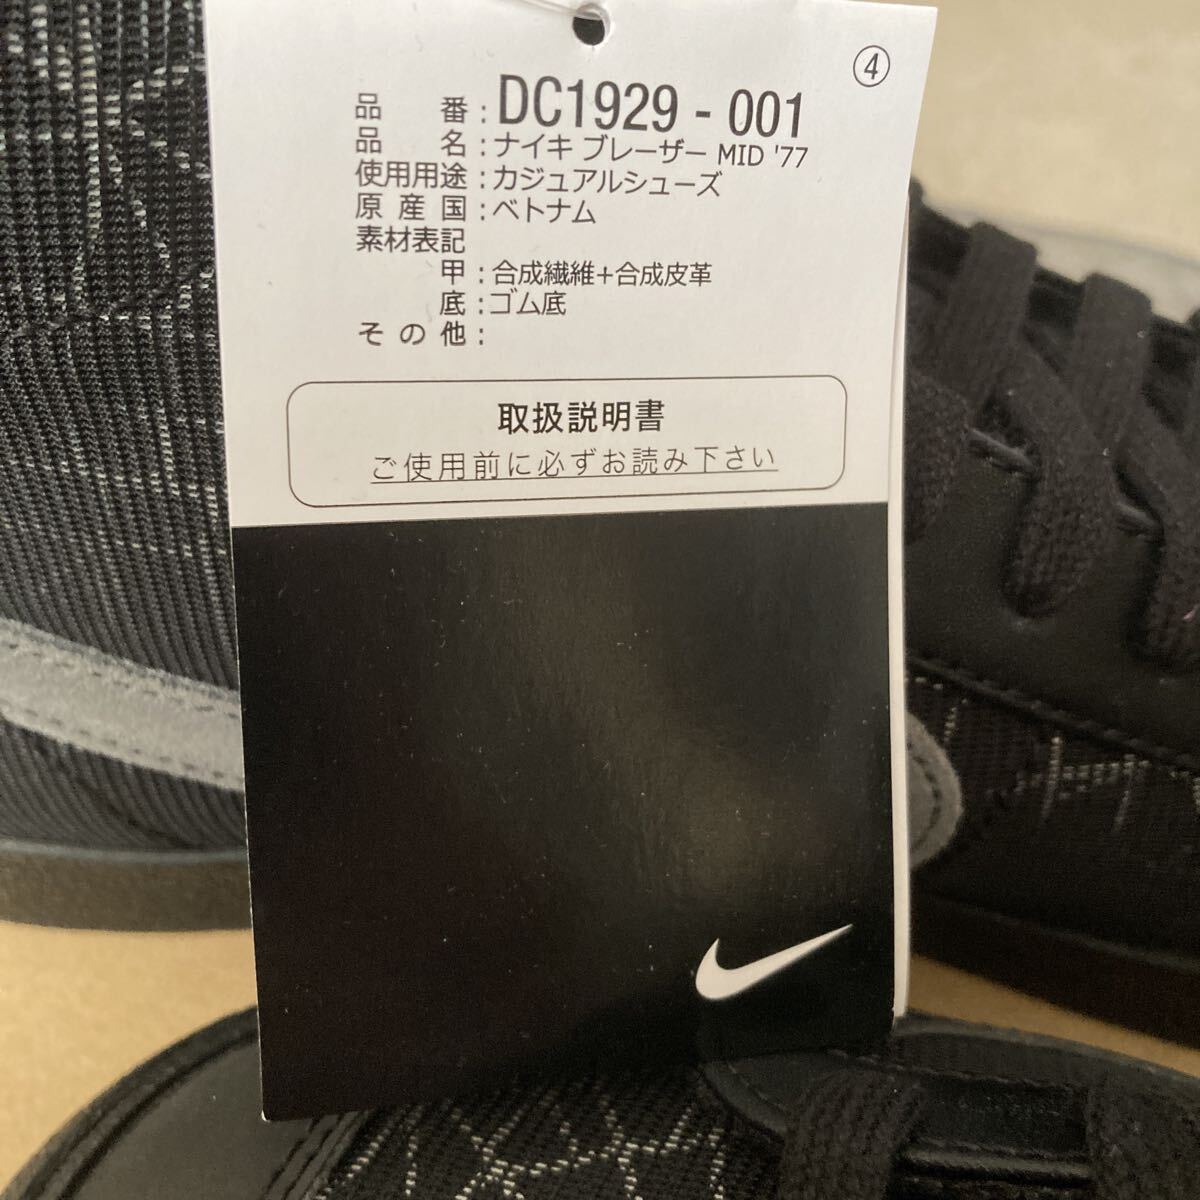 ④
品番:DC1929-001
品名:ナイキ ブレーザー MID '77
使用用途:カジュアルシューズ
原産国:ベトナム
素材表記
甲:合成繊維+合成皮革
底:ゴム底
その他:
取扱説明書
ご使用前に必ずお読み下さい